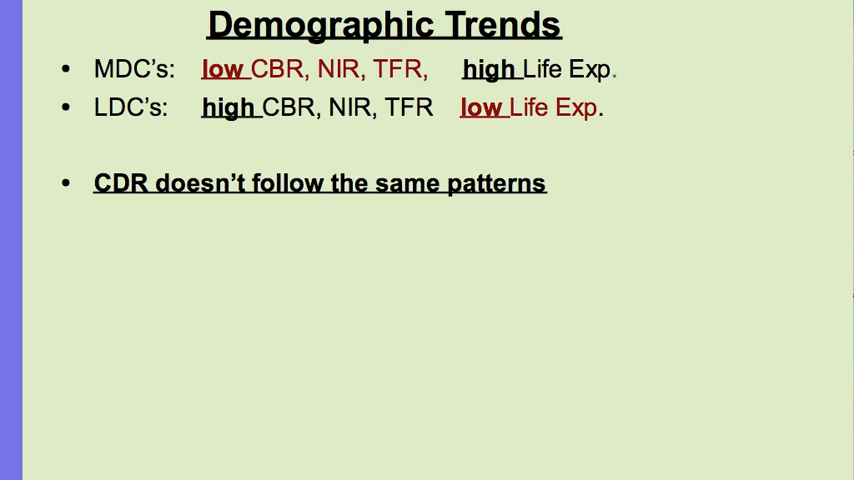 Demographic Trends
• MDC's: low CBR, NIR, TFR, high Life Exp.
• LDC's: high CBR, NIR, TFR low Life Exp.
• CDR doesn't follow the same patterns